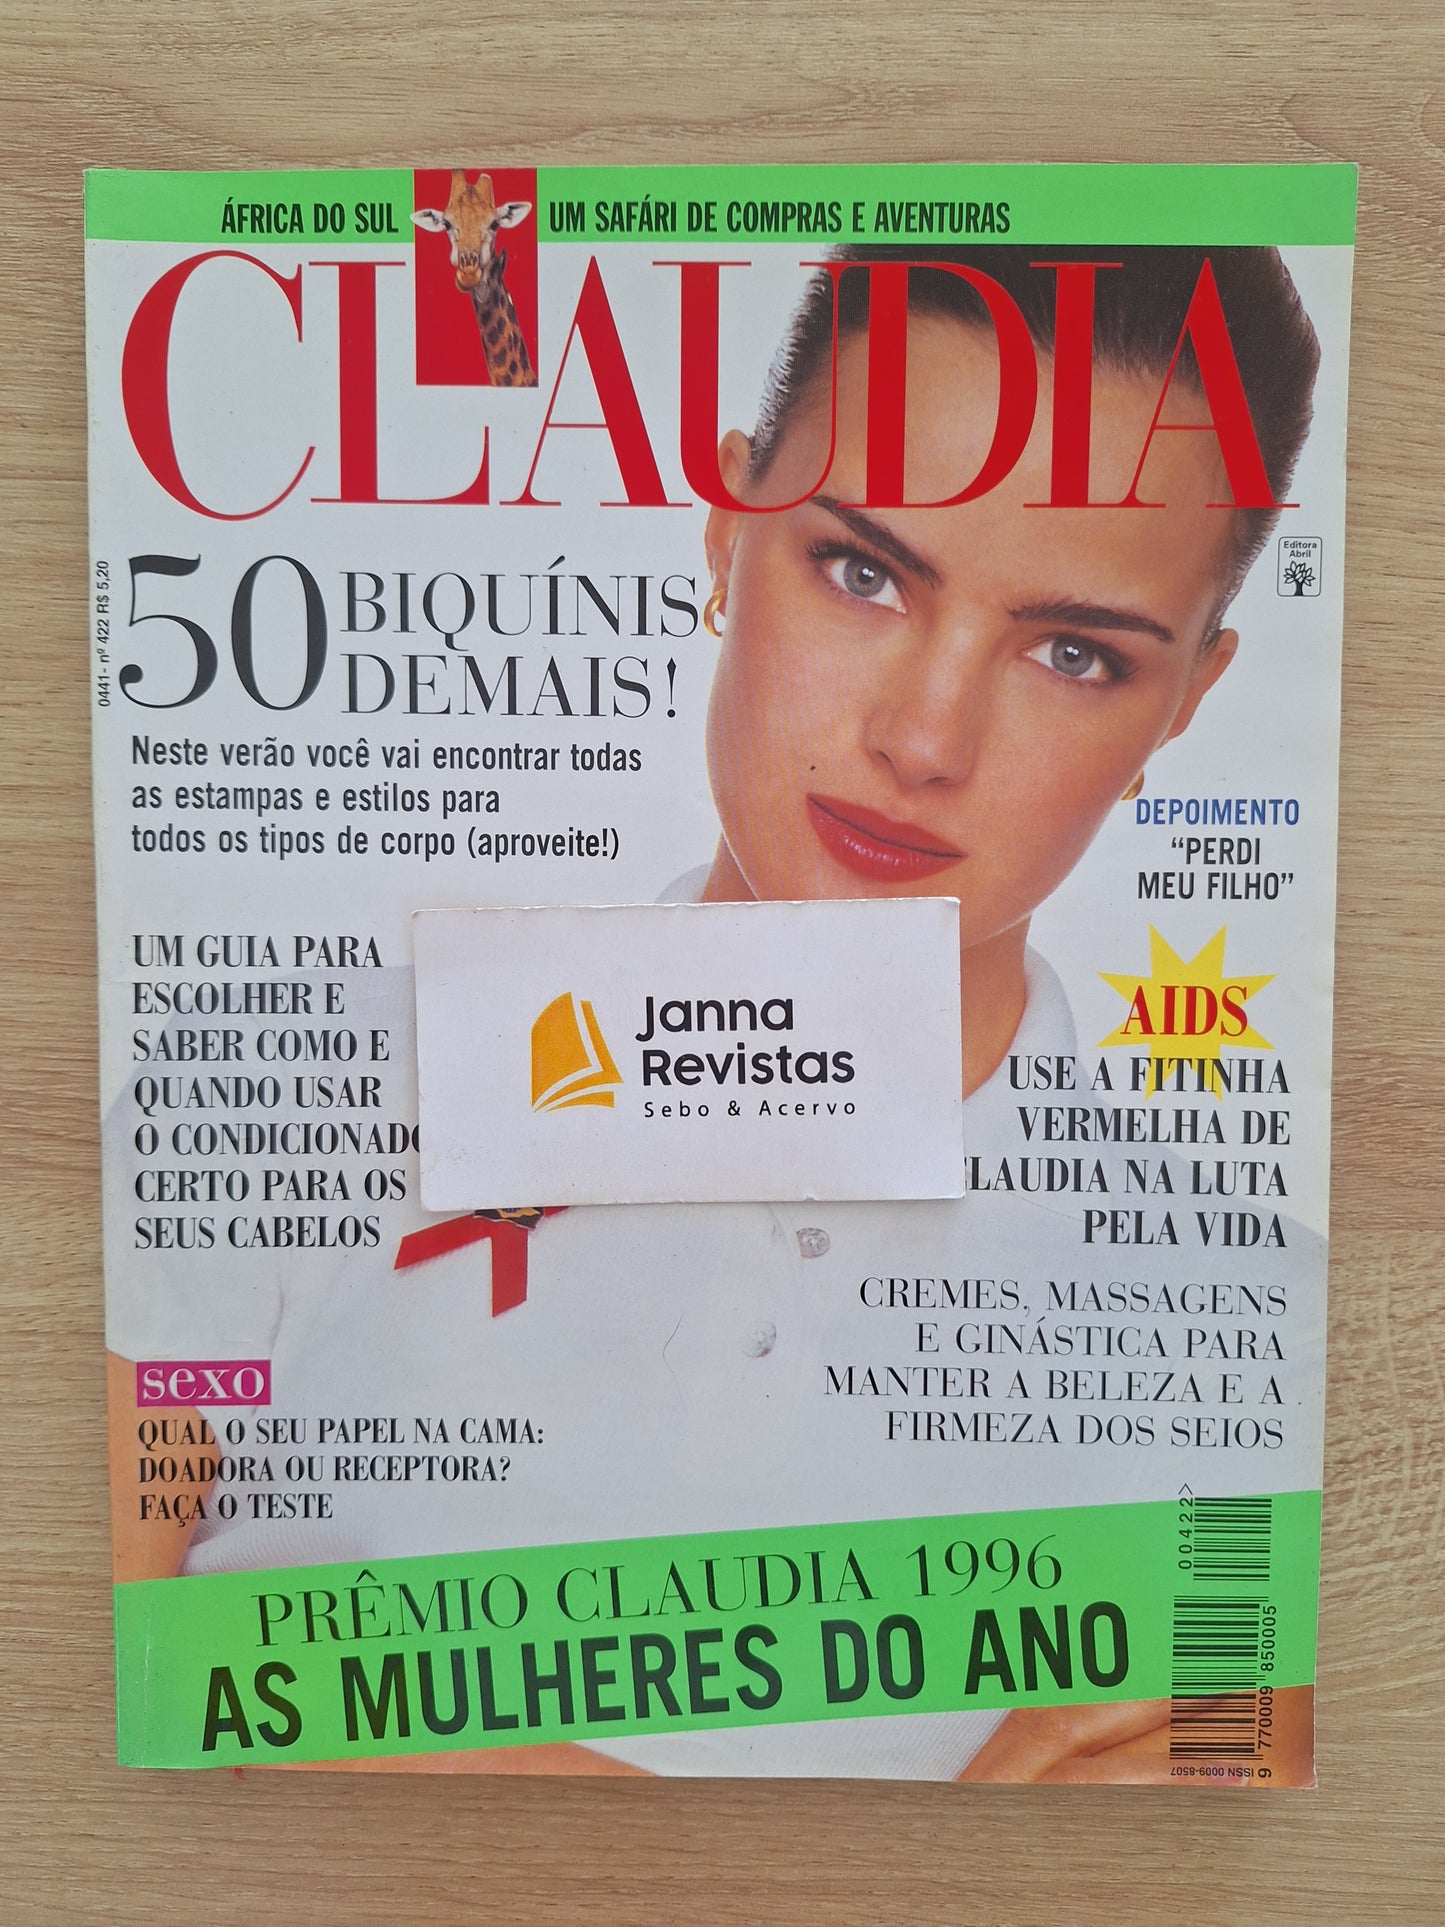 ÁFRICA DO SUL UM SAFÁRI DE COMPRAS E AVENTURAS
CLAUDIA
Editora
Abril
0441- nº 422 R$ 5,20
50 BIQUÍNIS
DEMAIS!
Neste verão você vai encontrar todas
as estampas e estilos para
todos os tipos de corpo (aproveite!)
DEPOIMENTO
“PERDI
MEU FILHO”
UM GUIA PARA
ESCOLHER E
SABER COMO E
QUANDO USAR
O CONDICIONADO
CERTO PARA OS
SEUS CABELOS
Janna
Revistas
Sebo & Acervo
AIDS
USE A FITINHA
VERMELHA DE
LAUDIA NA LUTA
PELA VIDA
CREMES, MASSAGENS
E GINÁSTICA PARA
MANTER A BELEZA E A
FIRMEZA DOS SEIOS
sexo
QUAL O SEU PAPEL NA CAMA:
DOADORA OU RECEPTORA?
FAÇA O TESTE
PRÊMIO CLAUDIA 1996
AS MULHERES DO ANO
00422>
9 770009 850005
ISSN 0009-8507